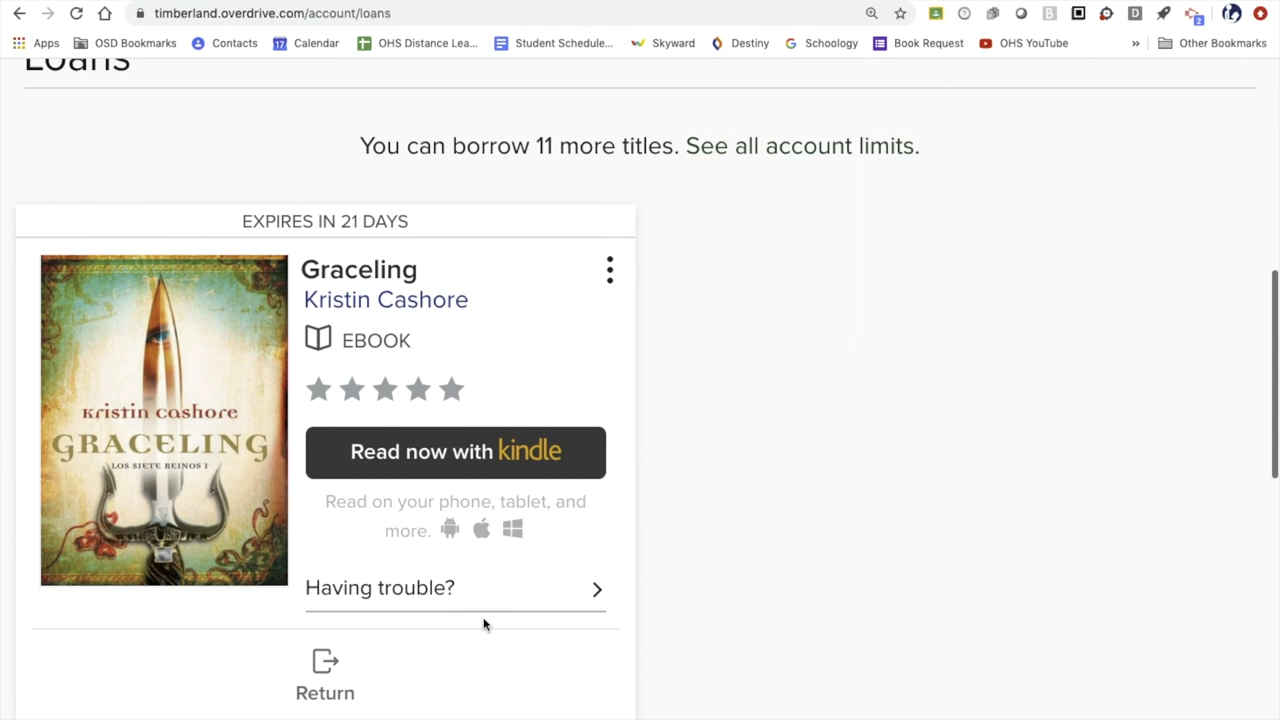 timberland.overdrive.com/account/loans
Apps OSD Bookmarks Contacts Calendar OHS Distance Lea... Student Schedule... Skyward Destiny Schoology Book Request OHS YouTube » Other Bookmarks
Loans
You can borrow 11 more titles. See all account limits.
EXPIRES IN 21 DAYS
kristin cashore
GRACELING
LOS SIETE REINOS I
Graceling
Kristin Cashore
EBOOK
Read now with kindle
Read on your phone, tablet, and
more.
Having trouble?
Return